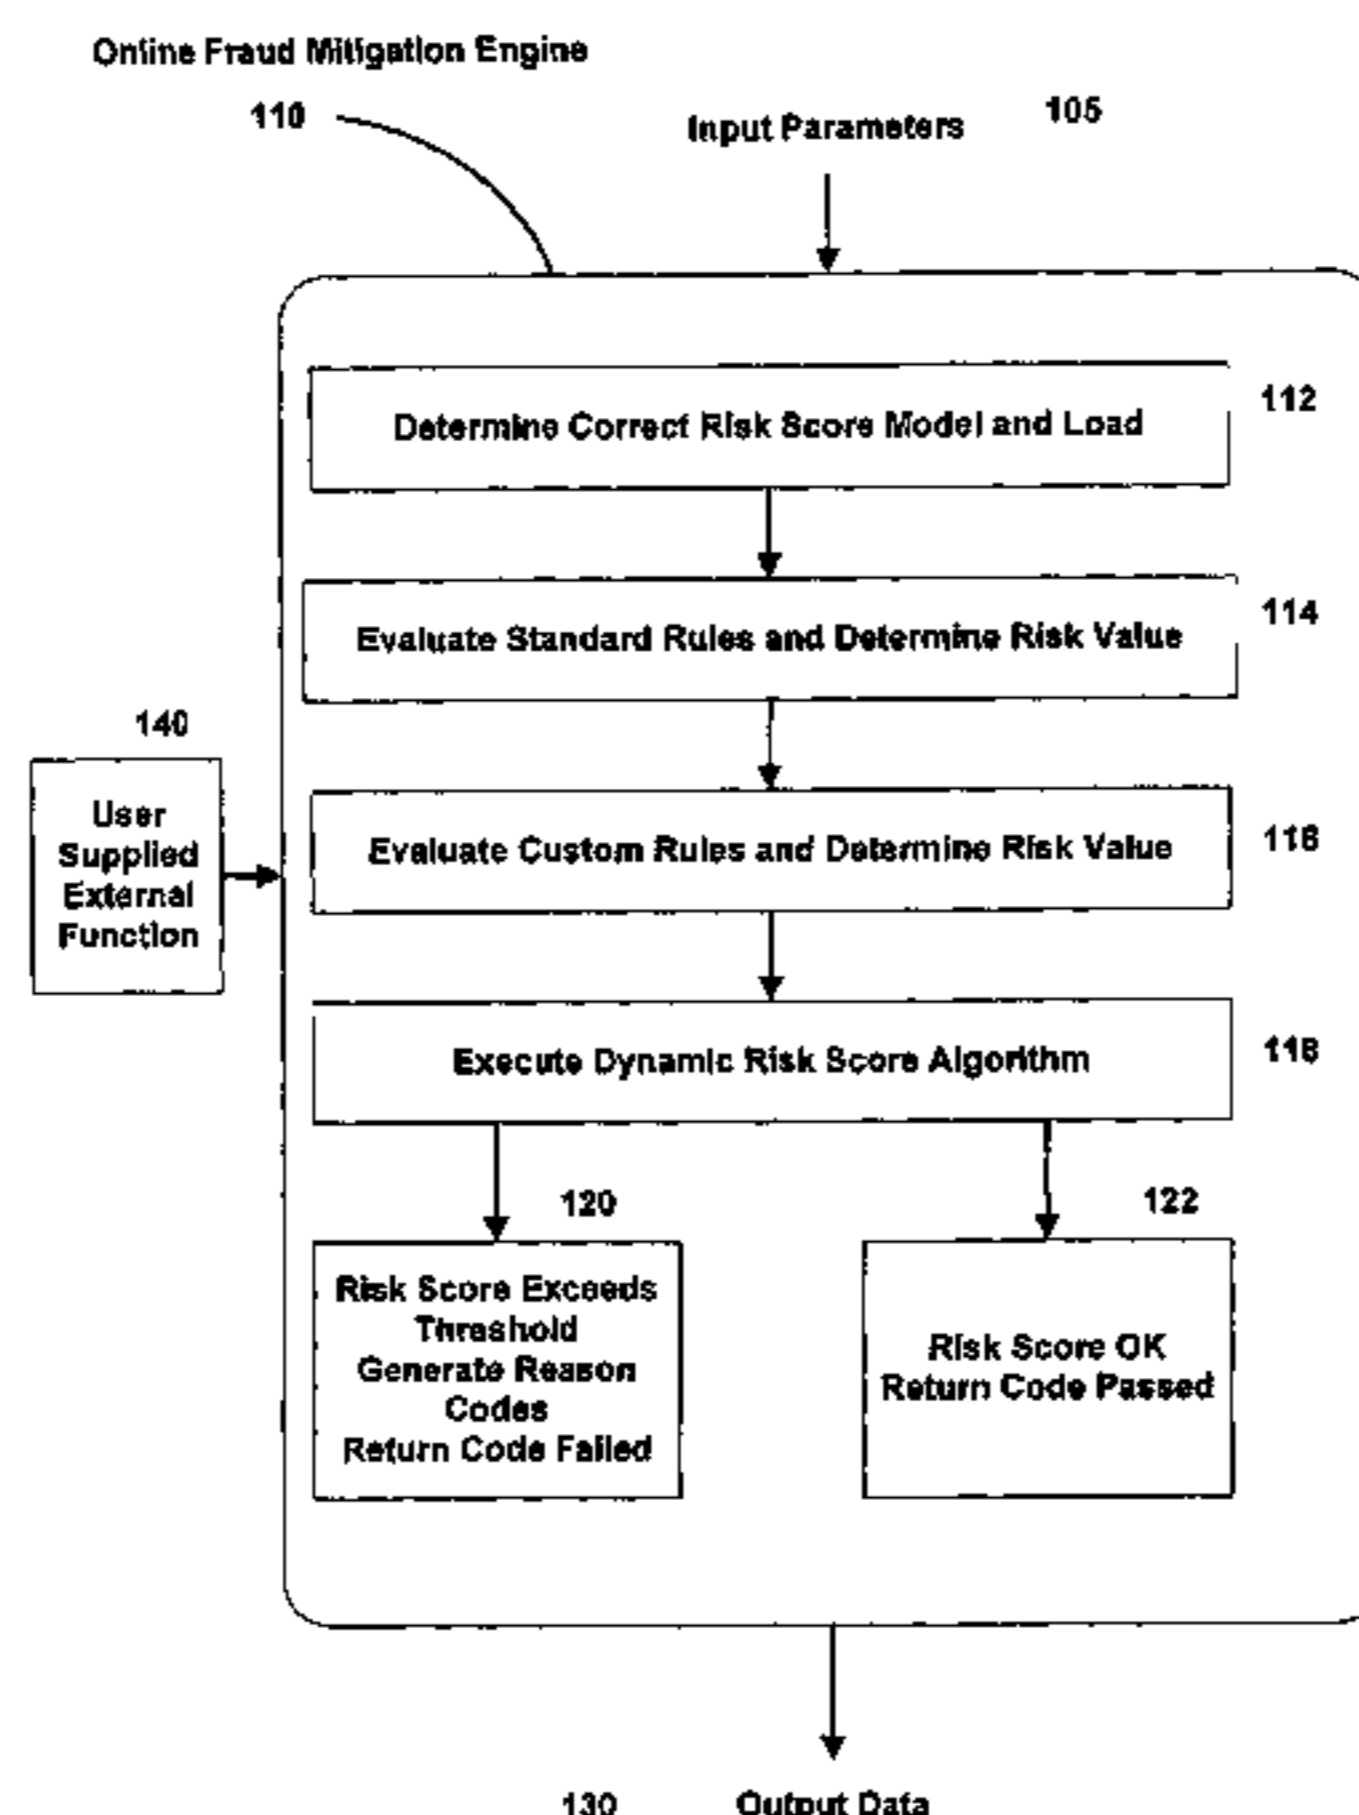 Online Fraud Mitigation Engine
110
Input Parameters
105
Determine Correct Risk Score Model and Load
112
Evaluate Standard Rules and Determine Risk Value
114
140
User
Supplied
External
Function
Evaluate Custom Rules and Determine Risk Value
116
Execute Dynamic Risk Score Algorithm
118
120
122
Risk Score Exceeds
Threshold
Generate Reason
Codes
Return Code Failed
Risk Score OK
Return Code Passed
130
Output Data